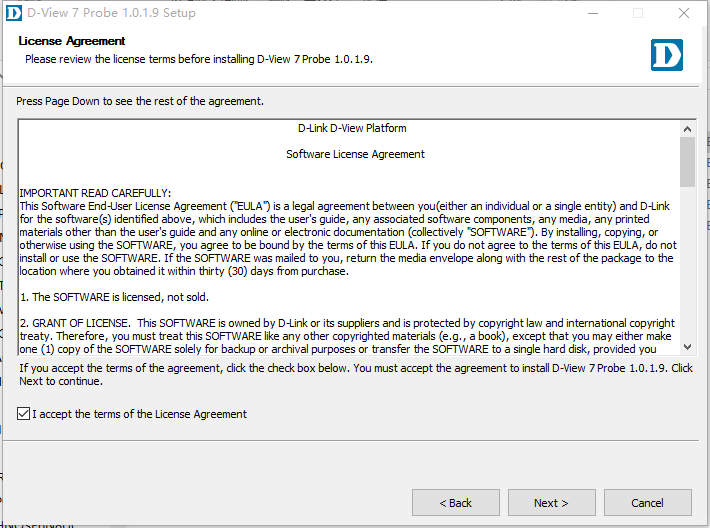 D-View 7 Probe 1.0.1.9 Setup
License Agreement
Please review the license terms before installing D-View 7 Probe 1.0.1.9.
D
Press Page Down to see the rest of the agreement.
D-Link D-View Platform
Software License Agreement
IMPORTANT READ CAREFULLY:
This Software End-User License Agreement ("EULA") is a legal agreement between you(either an individual or a single entity) and D-Link
for the software(s) identified above, which includes the user's guide, any associated software components, any media, any printed
materials other than the user's guide and any online or electronic documentation (collectively "SOFTWARE"). By installing, copying, or
otherwise using the SOFTWARE, you agree to be bound by the terms of this EULA. If you do not agree to the terms of this EULA, do not
install or use the SOFTWARE. If the SOFTWARE was mailed to you, return the media envelope along with the rest of the package to the
location where you obtained it within thirty (30) days from purchase.
1. The SOFTWARE is licensed, not sold.
2. GRANT OF LICENSE.  This SOFTWARE is owned by D-Link or its suppliers and is protected by copyright law and international copyright
treaty. Therefore, you must treat this SOFTWARE like any other copyrighted materials (e.g., a book), except that you may either make
one (1) copy of the SOFTWARE solely for backup or archival purposes or transfer the SOFTWARE to a single hard disk, provided you
If you accept the terms of the agreement, click the check box below. You must accept the agreement to install D-View 7 Probe 1.0.1.9. Click
Next to continue.
I accept the terms of the License Agreement
< Back
Next >
Cancel